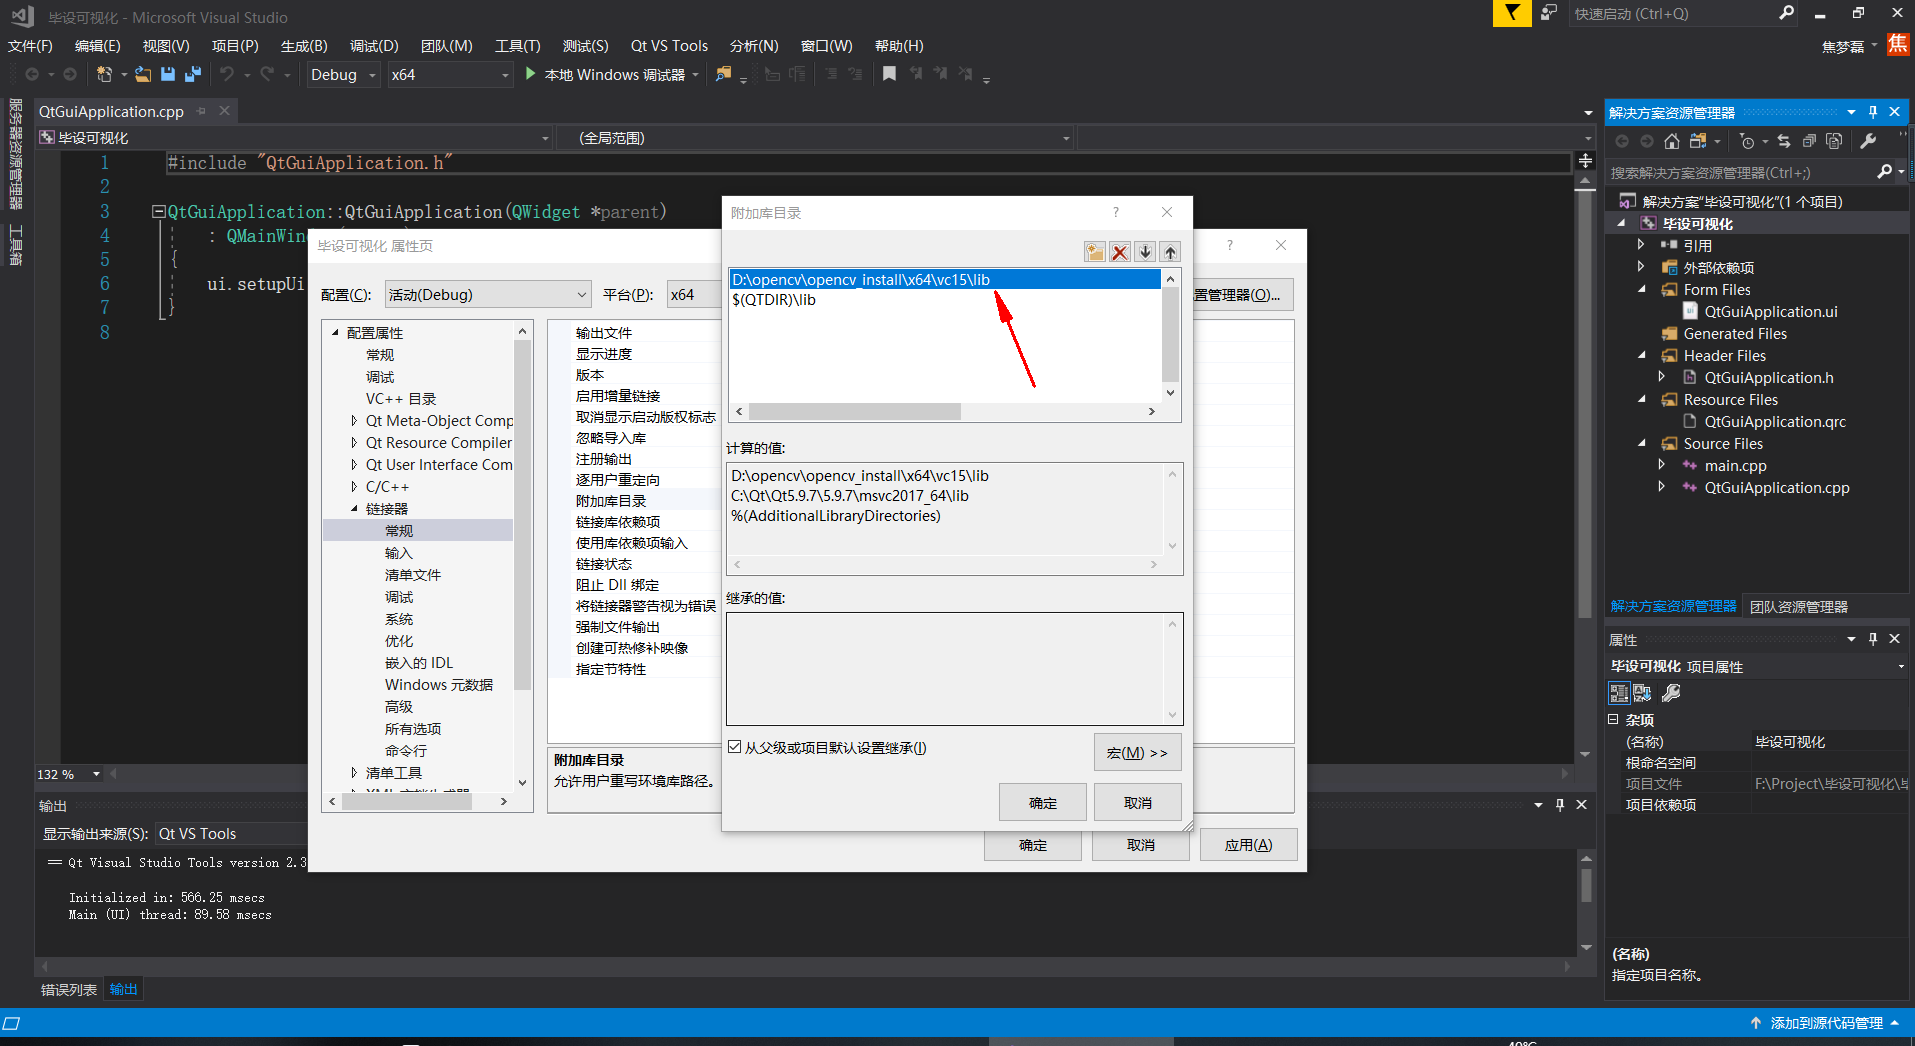 毕设可视化 - Microsoft Visual Studio
快速启动 (Ctrl+Q)
文件(F) 编辑(E) 视图(V) 项目(P) 生成(B) 调试(D) 团队(M) 工具(T) 测试(S) Qt VS Tools 分析(N) 窗口(W) 帮助(H)
焦梦磊 焦
Debug x64 本地 Windows 调试器
服务器资源管理器
工具箱
QtGuiApplication.cpp
毕设可视化 (全局范围)
1 #include "QtGuiApplication.h"
2
3 QtGuiApplication::QtGuiApplication(QWidget *parent)
4 : QMainWin
5 {
6 ui.setupUi
7 }
8
132 %
毕设可视化 属性页
配置(C): 活动(Debug) 平台(P): x64 置管理器(O)...
配置属性
常规
调试
VC++ 目录
Qt Meta-Object Comp
Qt Resource Compiler
Qt User Interface Com
C/C++
链接器
常规
输入
清单文件
调试
系统
优化
嵌入的 IDL
Windows 元数据
高级
所有选项
命令行
清单工具
输出文件
显示进度
版本
启用增量链接
取消显示启动版权标志
忽略导入库
注册输出
逐用户重定向
附加库目录
链接库依赖项
使用库依赖项输入
链接状态
阻止 Dll 绑定
将链接器警告视为错误
强制文件输出
创建可热修补映像
指定节特性
附加库目录
允许用户重写环境库路径。
确定 取消 应用(A)
附加库目录
D:\opencv\opencv_install\x64\vc15\lib
$(QTDIR)\lib
计算的值:
D:\opencv\opencv_install\x64\vc15\lib
C:\Qt\Qt5.9.7\5.9.7\msvc2017_64\lib
%(AdditionalLibraryDirectories)
继承的值:
从父级或项目默认设置继承(I)
宏(M) >>
确定 取消
输出
显示输出来源(S): Qt VS Tools
== Qt Visual Studio Tools version 2.3
Initialized in: 566.25 msecs
Main (UI) thread: 89.58 msecs
错误列表 输出
解决方案资源管理器
搜索解决方案资源管理器(Ctrl+;)
解决方案"毕设可视化"(1 个项目)
毕设可视化
引用
外部依赖项
Form Files
QtGuiApplication.ui
Generated Files
Header Files
QtGuiApplication.h
Resource Files
QtGuiApplication.qrc
Source Files
main.cpp
QtGuiApplication.cpp
解决方案资源管理器 团队资源管理器
属性
毕设可视化 项目属性
杂项
(名称) 毕设可视化
根命名空间
项目文件 F:\Project\毕设可视化\毕
项目依赖项
(名称)
指定项目名称。
添加到源代码管理